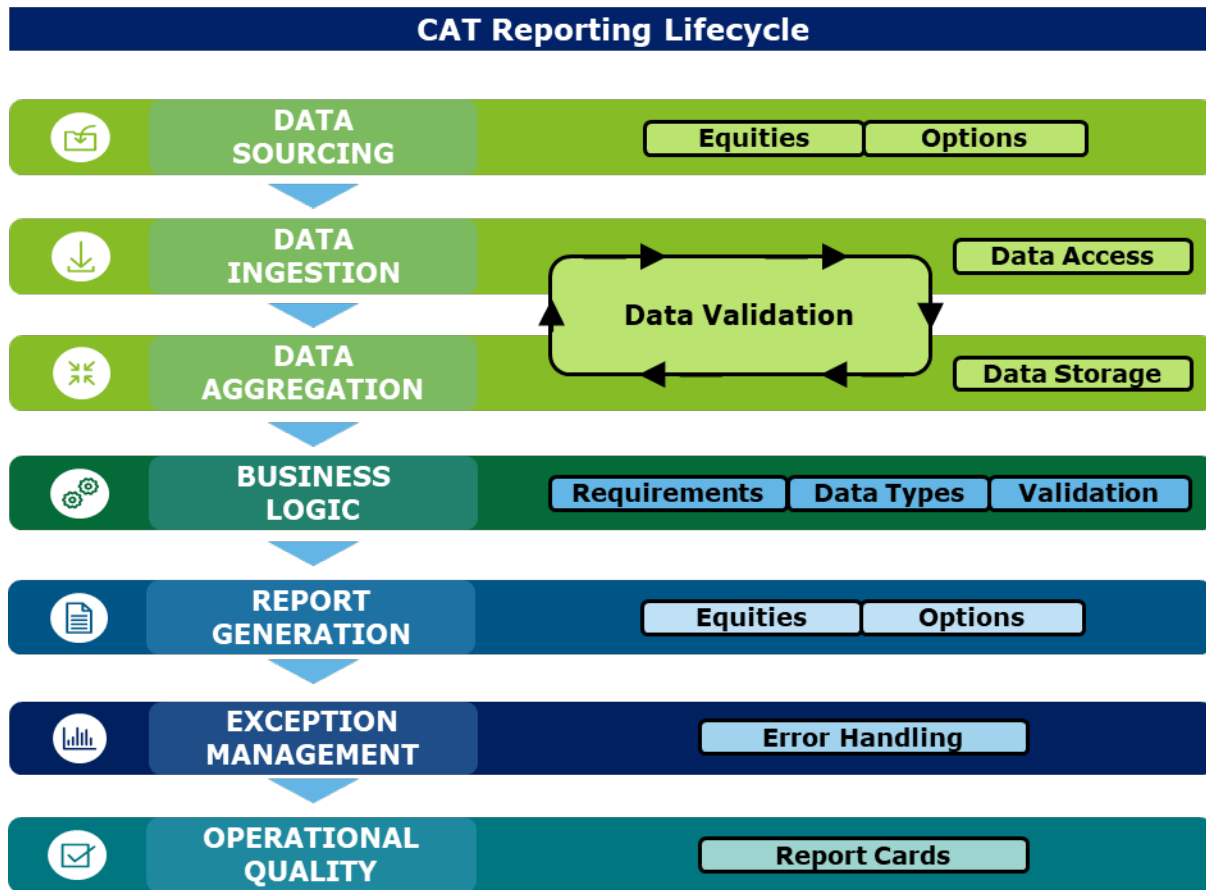 CAT Reporting Lifecycle
DATA
SOURCING
Equities
Options
DATA
INGESTION
Data Access
Data Validation
DATA
AGGREGATION
Data Storage
BUSINESS
LOGIC
Requirements
Data Types
Validation
REPORT
GENERATION
Equities
Options
EXCEPTION
MANAGEMENT
Error Handling
OPERATIONAL
QUALITY
Report Cards